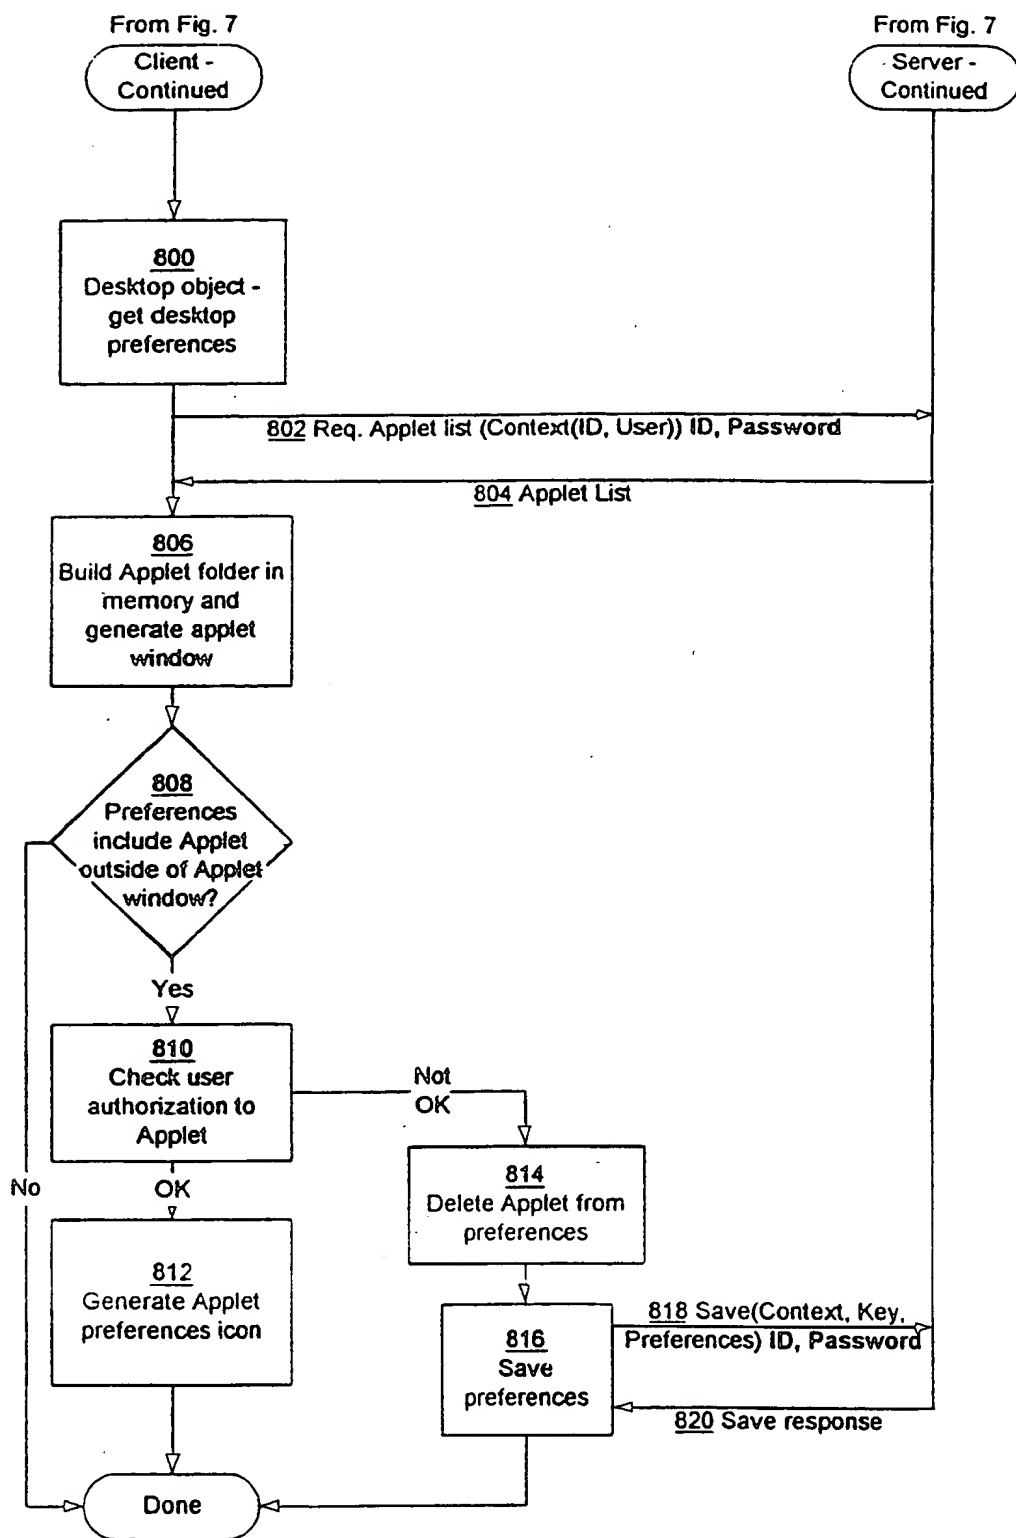 From Fig. 7
Client -
Continued
From Fig. 7
Server -
Continued
800
Desktop object -
get desktop
preferences
802 Req. Applet list (Context(ID, User)) ID, Password
804 Applet List
806
Build Applet folder in
memory and
generate applet
window
808
Preferences
include Applet
outside of Applet
window?
Yes
No
810
Check user
authorization to
Applet
Not
OK
OK
812
Generate Applet
preferences icon
814
Delete Applet from
preferences
816
Save
preferences
818 Save(Context, Key,
Preferences) ID, Password
820 Save response
Done